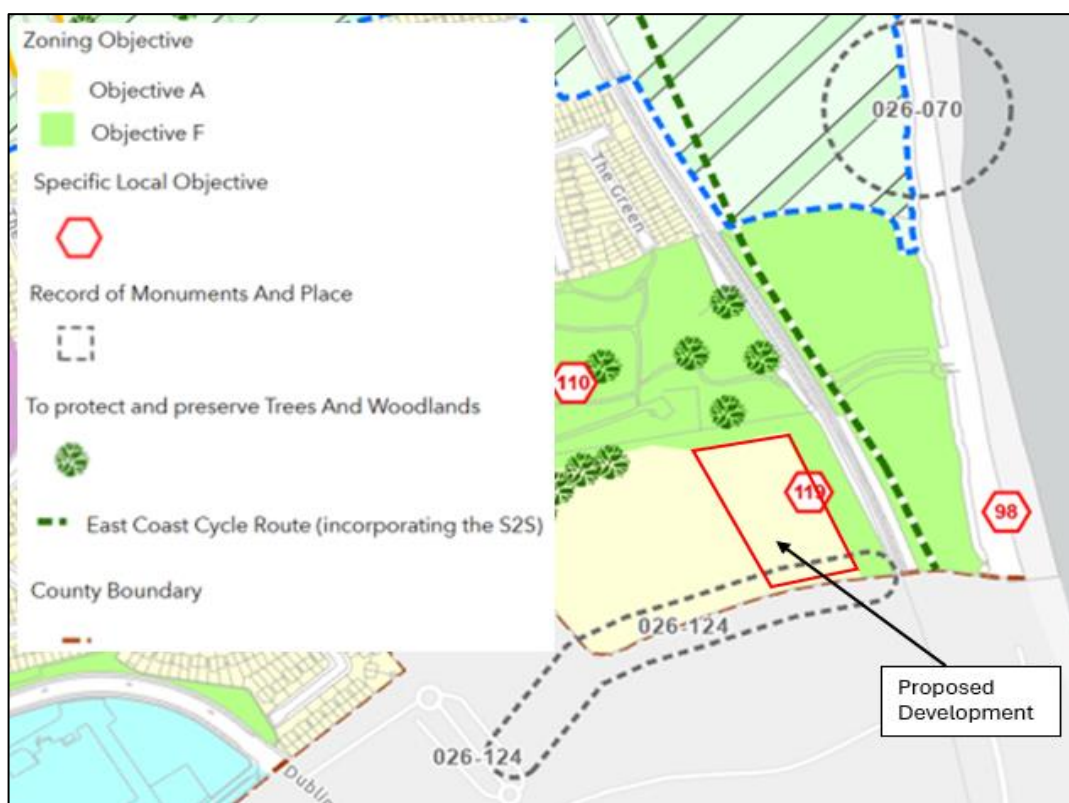 Zoning Objective
Objective A
Objective F
Specific Local Objective
Record of Monuments And Place
To protect and preserve Trees And Woodlands
East Coast Cycle Route (incorporating the S2S)
County Boundary
The Green
026-070
110
119
98
026-124
026-124
Proposed
Development